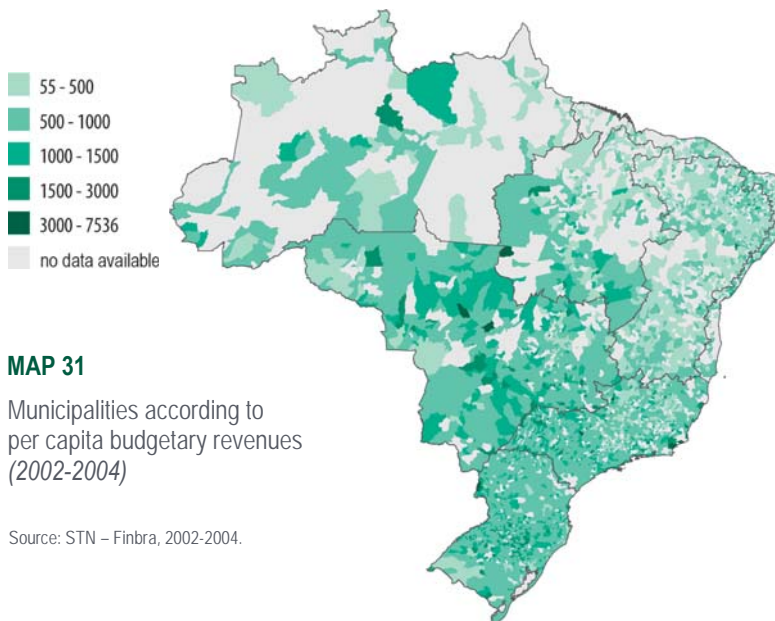 55 - 500
500 - 1000
1000 - 1500
1500 - 3000
3000 - 7536
no data available
MAP 31
Municipalities according to
per capita budgetary revenues
(2002-2004)
Source: STN – Finbra, 2002-2004.